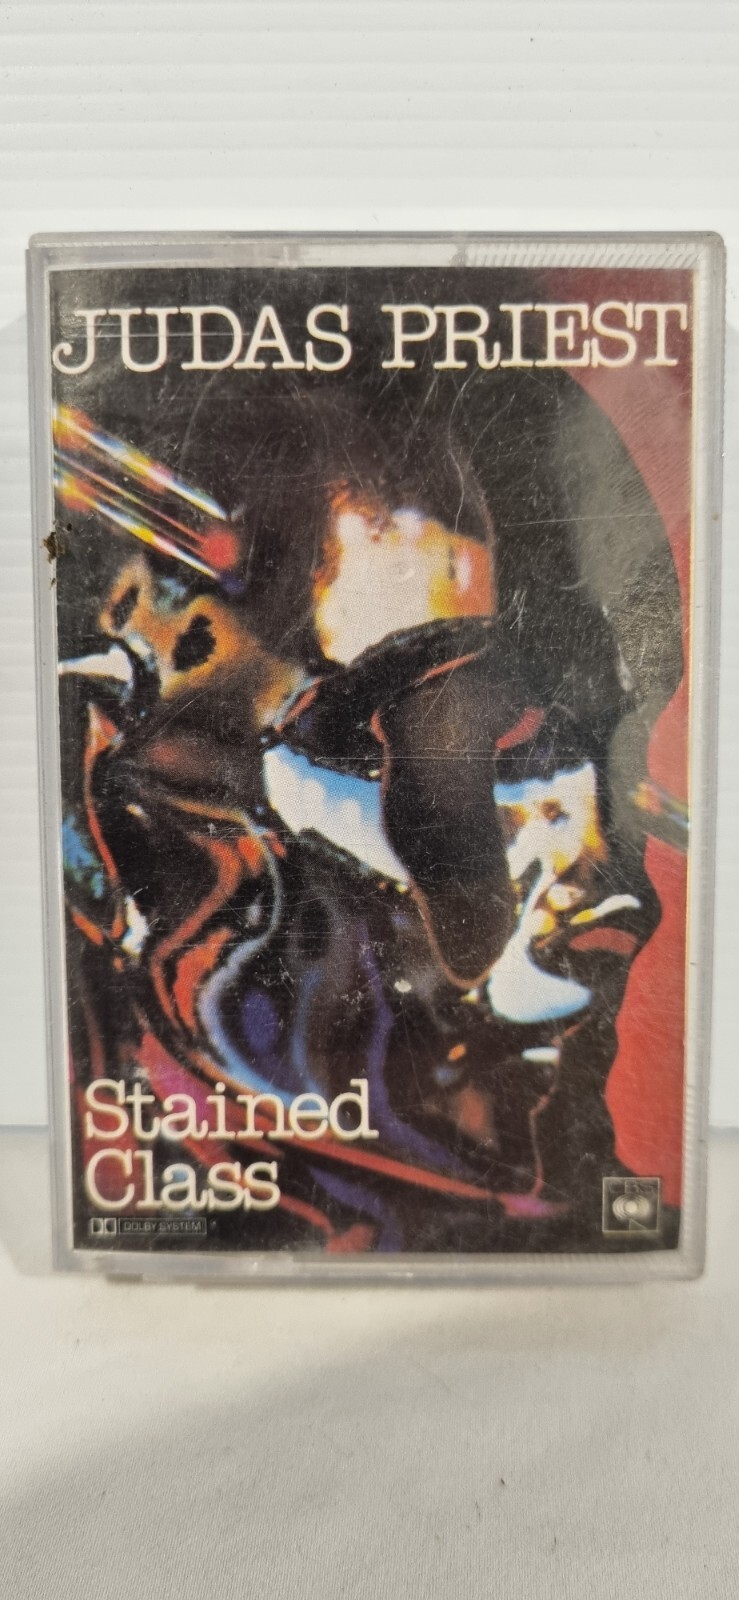 JUDAS PRIEST
Stained
Class
DOLBY SYSTEM
CBS